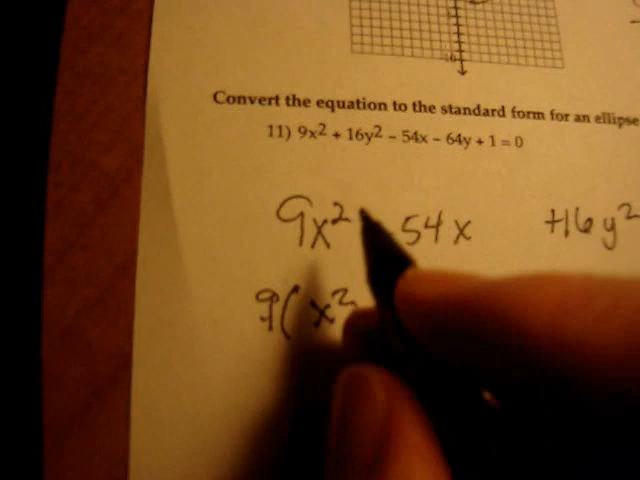 Convert the equation to the standard form for an ellipse
11) 9x² + 16y² − 54x − 64y + 1 = 0
9x² 54x +16y²
9(x²